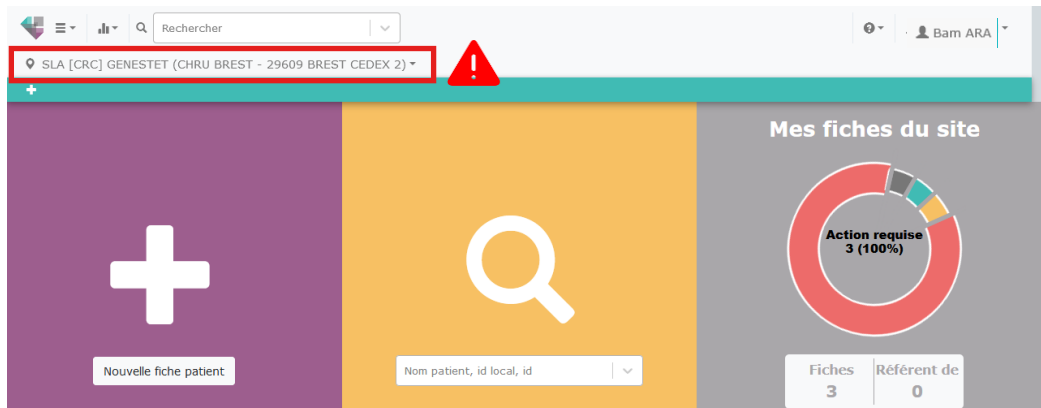 Rechercher
Bam ARA
SLA [CRC] GENESTET (CHRU BREST - 29609 BREST CEDEX 2)
Mes fiches du site
Action requise
3 (100%)
Nouvelle fiche patient
Nom patient, id local, id
Fiches
3
Référent de
0